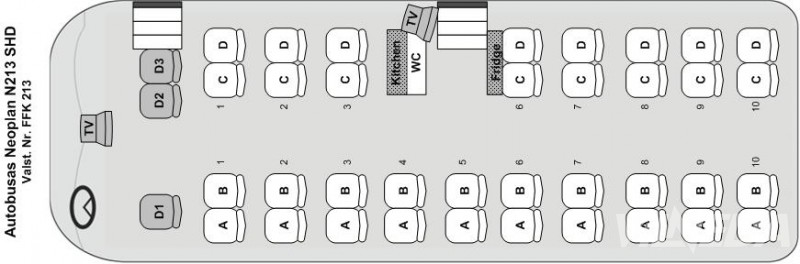 Autobusas Neoplan N213 SHD
Valst. Nr. FFK 213
TV
D3
D2
D1
D D D D D D D D
C C C C C C C C
Kitchen
WC
TV
Fridge
1 2 3 6 7 8 9 10
1 2 3 4 5 6 7 8 9 10
B B B B B B B B B B
A A A A A A A A A A